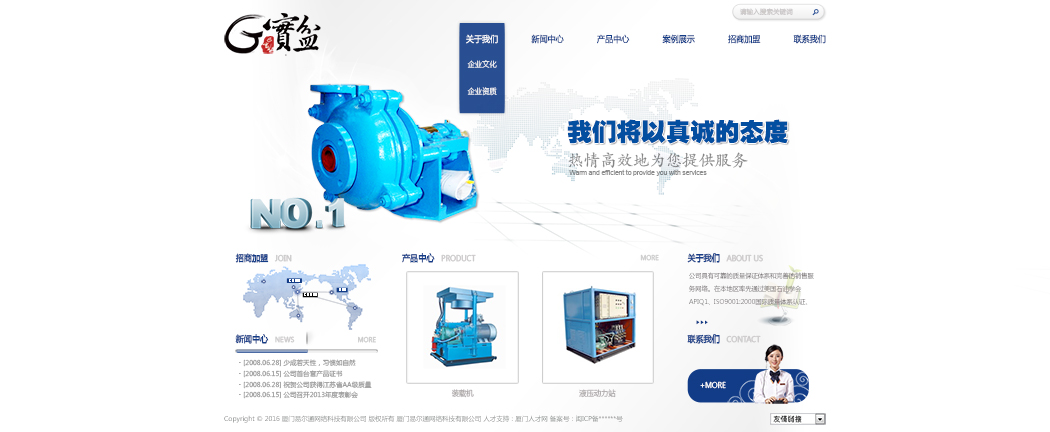 请输入搜索关键词
G寶盆
关于我们 新闻中心 产品中心 案例展示 招商加盟 联系我们
企业文化
企业资质
我们将以真诚的态度
热情高效地为您提供服务
Warm and efficient to provide you with services
NO.1
招商加盟 JOIN
产品中心 PRODUCT MORE
关于我们 ABOUT US
公司具有可靠的质量保证体系和完善的销售服
务网络。在本地区率先通过美国石油学会
APIQ1、ISO9001:2000国际质量体系认证.
新闻中心 NEWS MORE
· [2008.06.28] 少成若天性，习惯如自然
· [2008.06.15] 公司首台套产品证书
· [2008.06.28] 祝贺公司获得江苏省AA级质量
· [2008.06.15] 公司召开2013年度表彰会
装载机
液压动力站
联系我们 CONTACT
+MORE
Copyright © 2016 厦门易尔通网络科技有限公司 版权所有 厦门易尔通网络科技有限公司 人才支持：厦门人才网 备案号：闽ICP备******号
友情链接